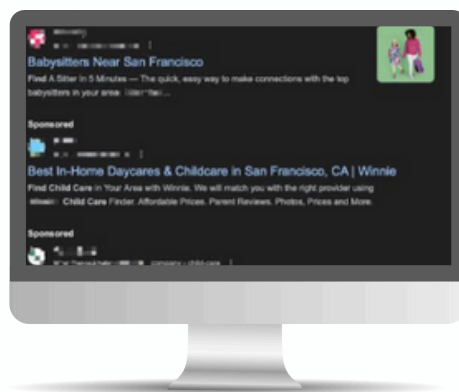 Babysitters Near San Francisco
Find A Sitter In 5 Minutes — The quick, easy way to make connections with the top
babysitters in your area:
Sponsored
Best In-Home Daycares & Childcare in San Francisco, CA | Winnie
Find Child Care in Your Area with Winnie. We will match you with the right provider using
Child Care Finder. Affordable Prices. Parent Reviews. Photos, Prices and More.
Sponsored
company › child-care